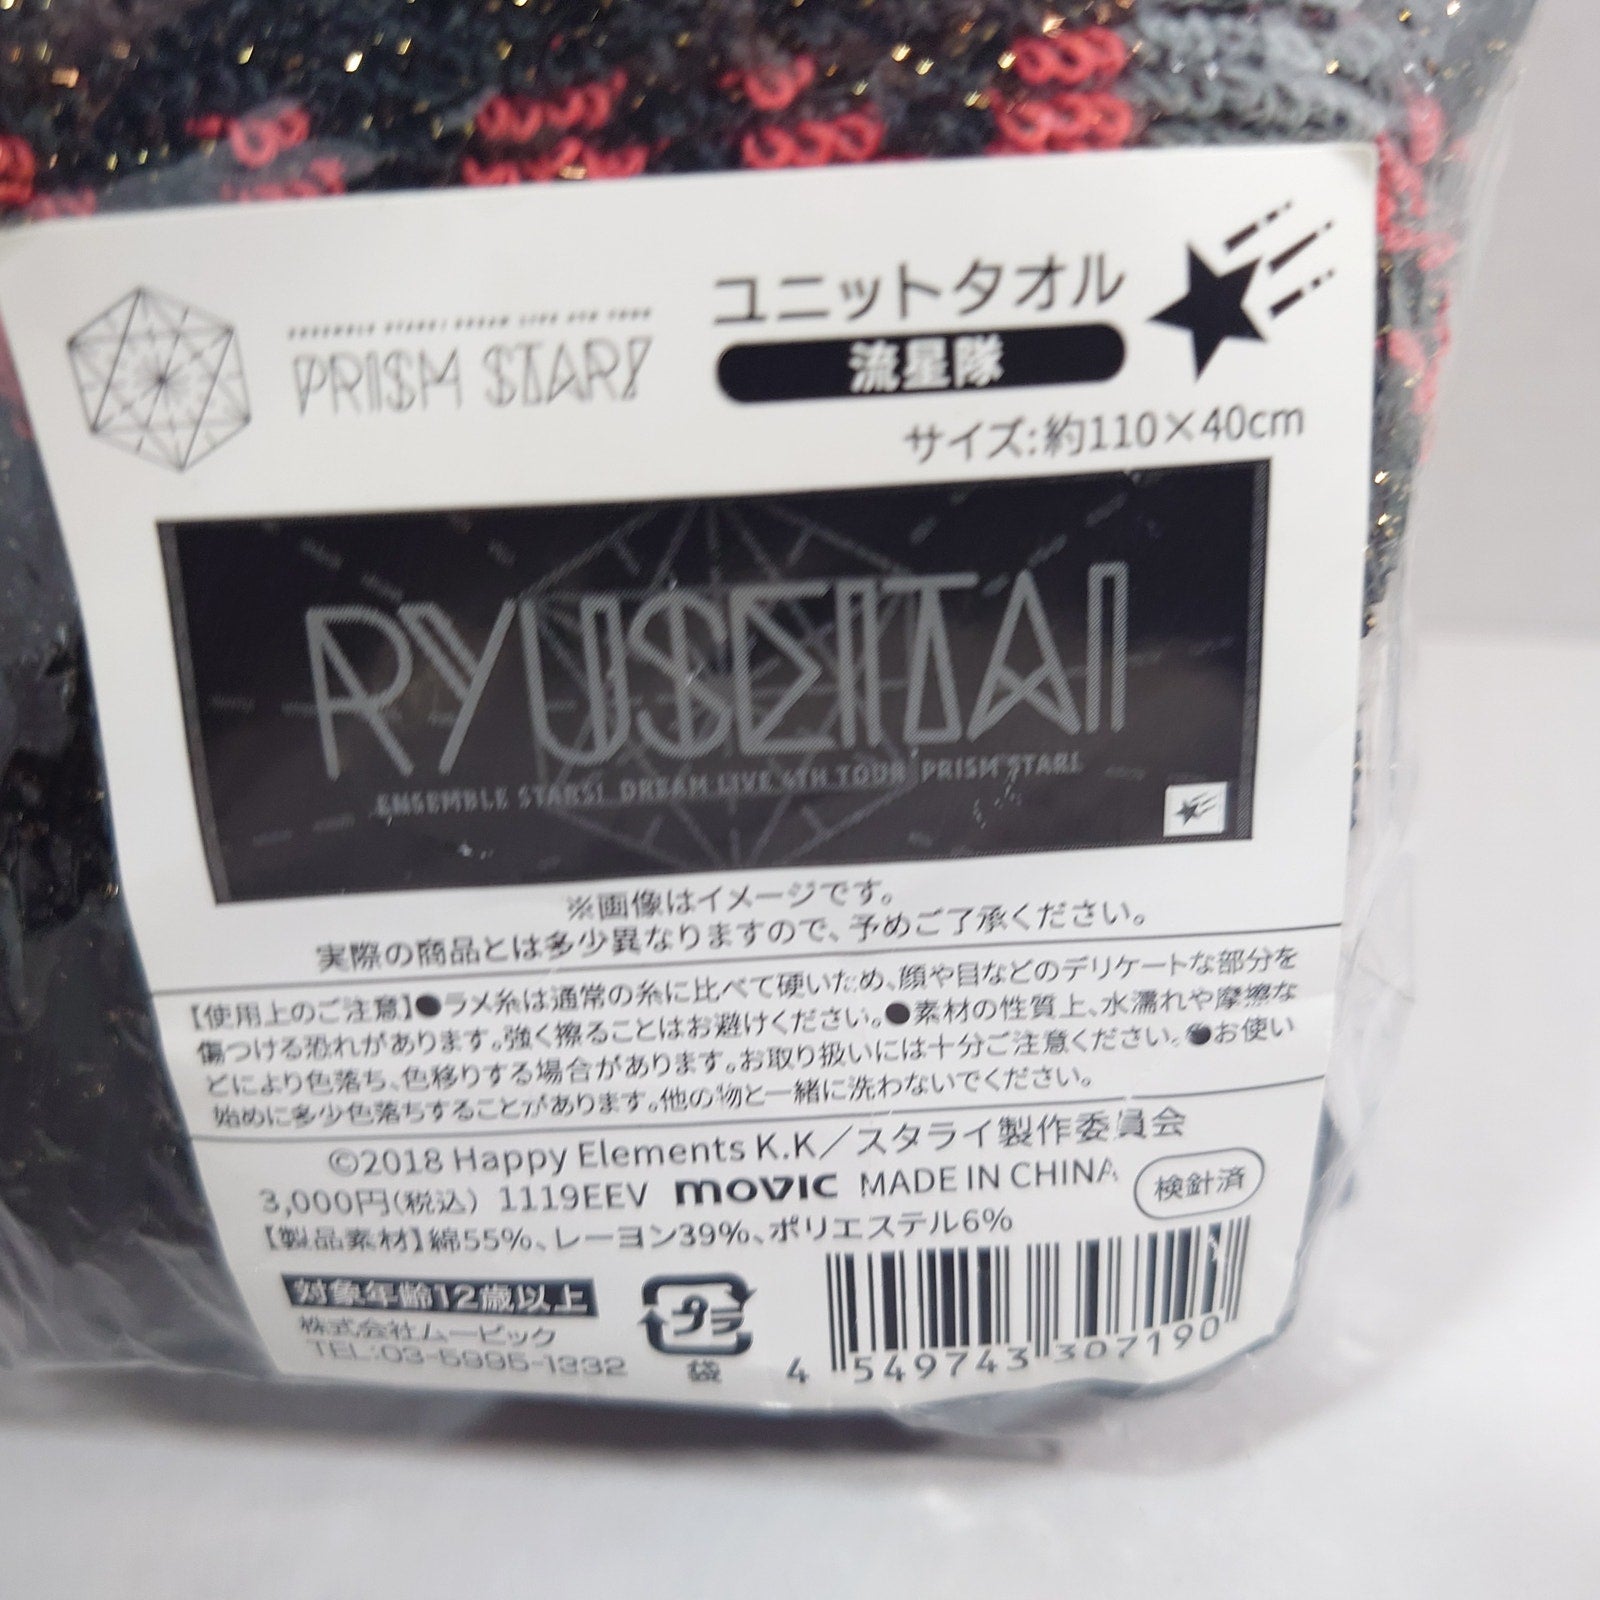 ENSEMBLE STARS! DREAM LIVE 4TH TOUR
PRISM STAR!
ユニットタオル
流星隊
サイズ:約110×40cm
RYUSEITAI
ENSEMBLE STARS! DREAM LIVE 4TH TOUR PRISM STAR!
※画像はイメージです。
実際の商品とは多少異なりますので、予めご了承ください。
【使用上のご注意】●ラメ糸は通常の糸に比べて硬いため、顔や目などのデリケートな部分を
傷つける恐れがあります。強く擦ることはお避けください。●素材の性質上、水濡れや摩擦な
どにより色落ち、色移りする場合があります。お取り扱いには十分ご注意ください。●お使い
始めに多少色落ちすることがあります。他の物と一緒に洗わないでください。
©2018 Happy Elements K.K／スタライ製作委員会
3,000円(税込) 1119EEV movic MADE IN CHINA
検針済
【製品素材】綿55%、レーヨン39%、ポリエステル6%
対象年齢12歳以上
株式会社ムービック
TEL:03-5995-1332
プラ
袋
4 549743 307190